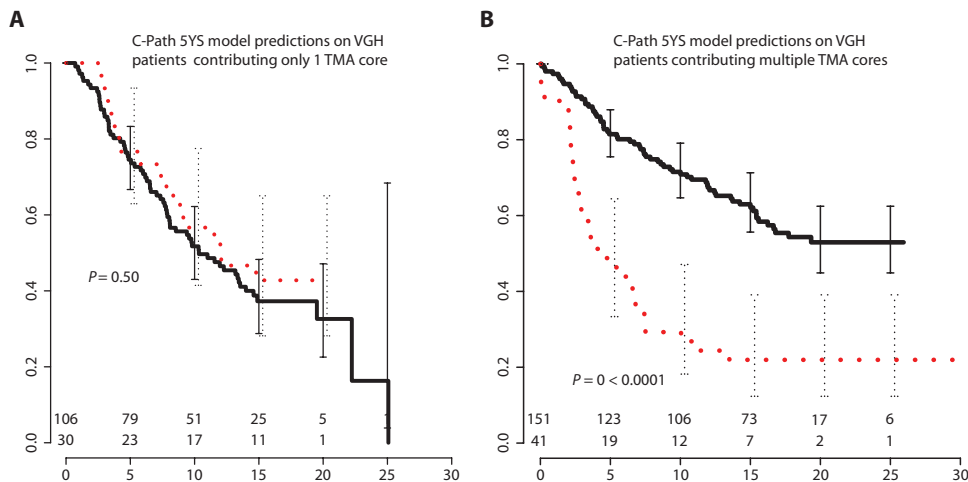 A
C-Path 5YS model predictions on VGH
patients contributing only 1 TMA core
1.0
0.8
0.6
0.4
0.2
0.0
P = 0.50
106 79 51 25 5 1
30 23 17 11 1
0 5 10 15 20 25 30
B
C-Path 5YS model predictions on VGH
patients contributing multiple TMA cores
1.0
0.8
0.6
0.4
0.2
0.0
P = 0 < 0.0001
151 123 106 73 17 6
41 19 12 7 2 1
0 5 10 15 20 25 30